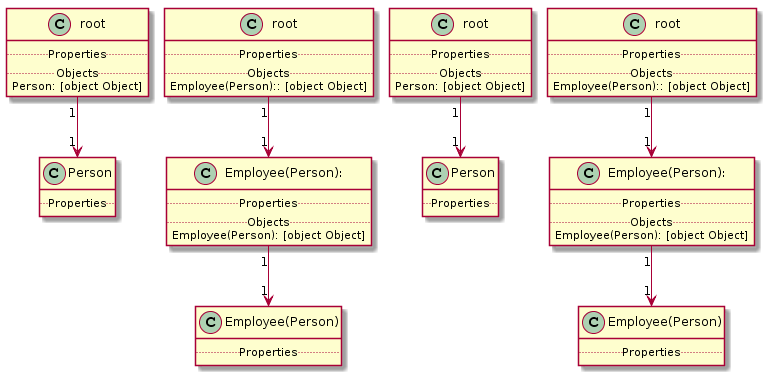 C root
Properties
Objects
Person: [object Object]
1
1
C Person
Properties
C root
Properties
Objects
Employee(Person):: [object Object]
1
1
C Employee(Person):
Properties
Objects
Employee(Person): [object Object]
1
1
C Employee(Person)
Properties
C root
Properties
Objects
Person: [object Object]
1
1
C Person
Properties
C root
Properties
Objects
Employee(Person):: [object Object]
1
1
C Employee(Person):
Properties
Objects
Employee(Person): [object Object]
1
1
C Employee(Person)
Properties